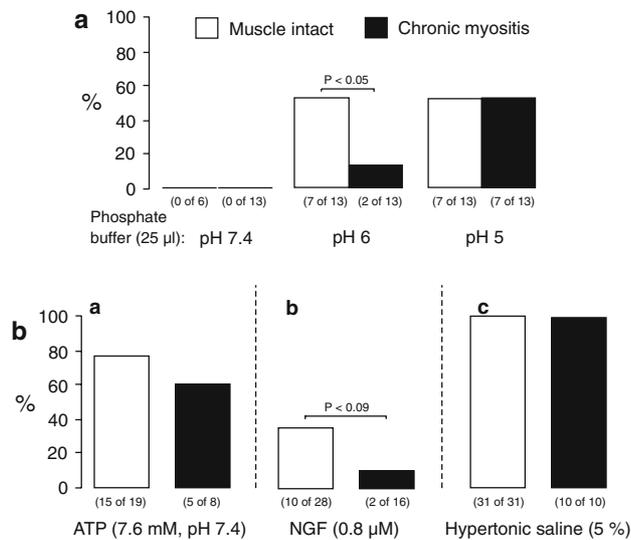 a
100
80
60
40
20
0
%
Muscle intact
Chronic myositis
P < 0.05
(0 of 6) (0 of 13) (7 of 13) (2 of 13) (7 of 13) (7 of 13)
Phosphate
buffer (25 µl): pH 7.4 pH 6 pH 5
b
100
80
60
40
20
0
%
a
b
c
P < 0.09
(15 of 19) (5 of 8) (10 of 28) (2 of 16) (31 of 31) (10 of 10)
ATP (7.6 mM, pH 7.4) NGF (0.8 µM) Hypertonic saline (5 %)